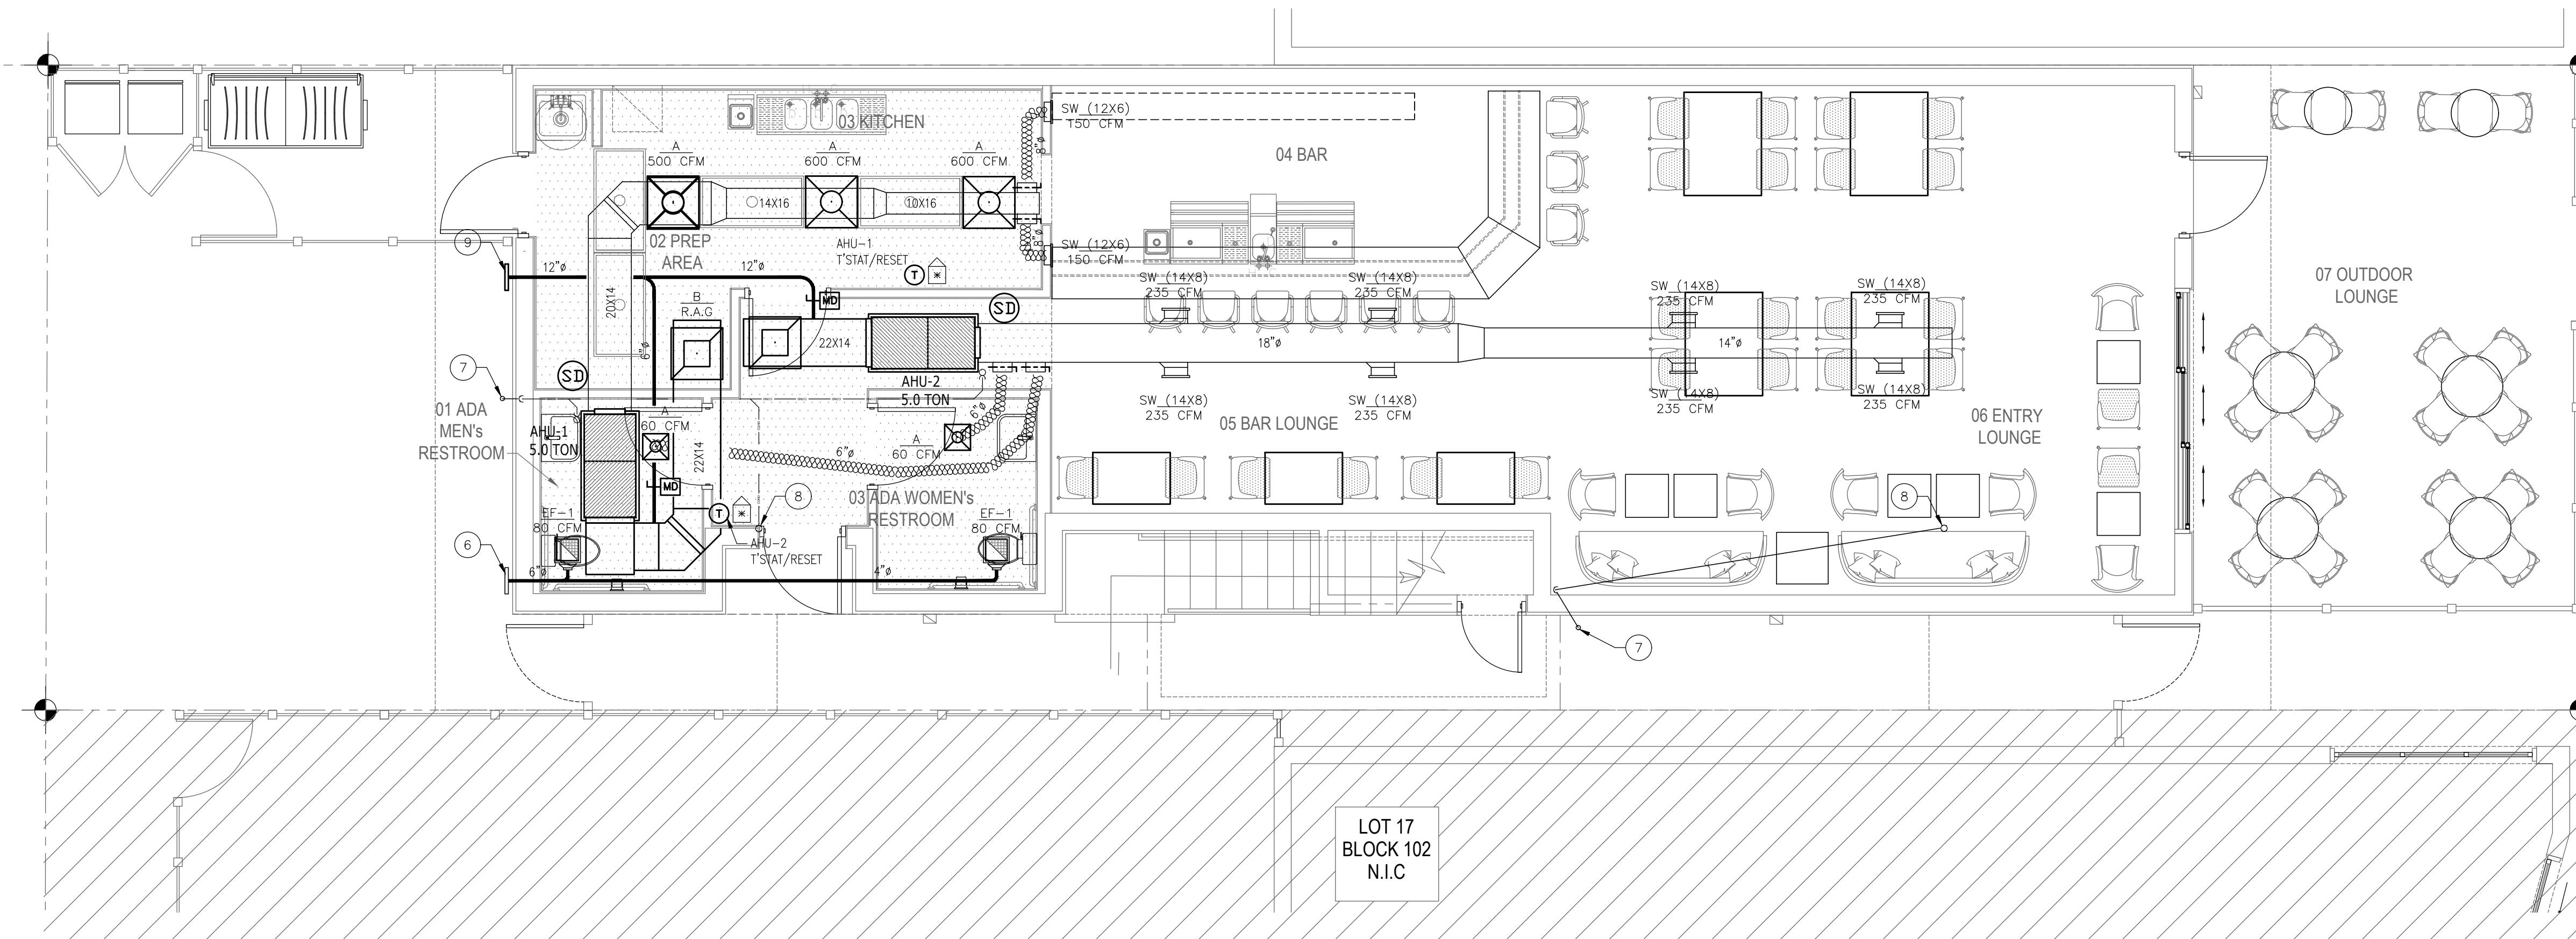 SW (12X6)
150 CFM
03 KITCHEN
8"ø
A
500 CFM
A
600 CFM
A
600 CFM
04 BAR
14X16
10X16
02 PREP
AREA
AHU-1
T'STAT/RESET
T
8"ø
SW (12X6)
150 CFM
9
12"ø
12"ø
MD
20X14
B
R.A.G
6"ø
SD
22X14
SW (14X8)
235 CFM
SW (14X8)
235 CFM
SW (14X8)
235 CFM
SW (14X8)
235 CFM
07 OUTDOOR
LOUNGE
18"ø
14"ø
7
SD
AHU-2
5.0 TON
6"ø
SW (14X8)
235 CFM
SW (14X8)
235 CFM
SW (14X8)
235 CFM
SW (14X8)
235 CFM
01 ADA
MEN's
RESTROOM
AHU-1
5.0 TON
A
60 CFM
22X14
6"ø
A
60 CFM
05 BAR LOUNGE
06 ENTRY
LOUNGE
MD
T
8
03 ADA WOMEN's
RESTROOM
8
EF-1
80 CFM
EF-1
80 CFM
AHU-2
T'STAT/RESET
6
6"ø
4"ø
7
LOT 17
BLOCK 102
N.I.C